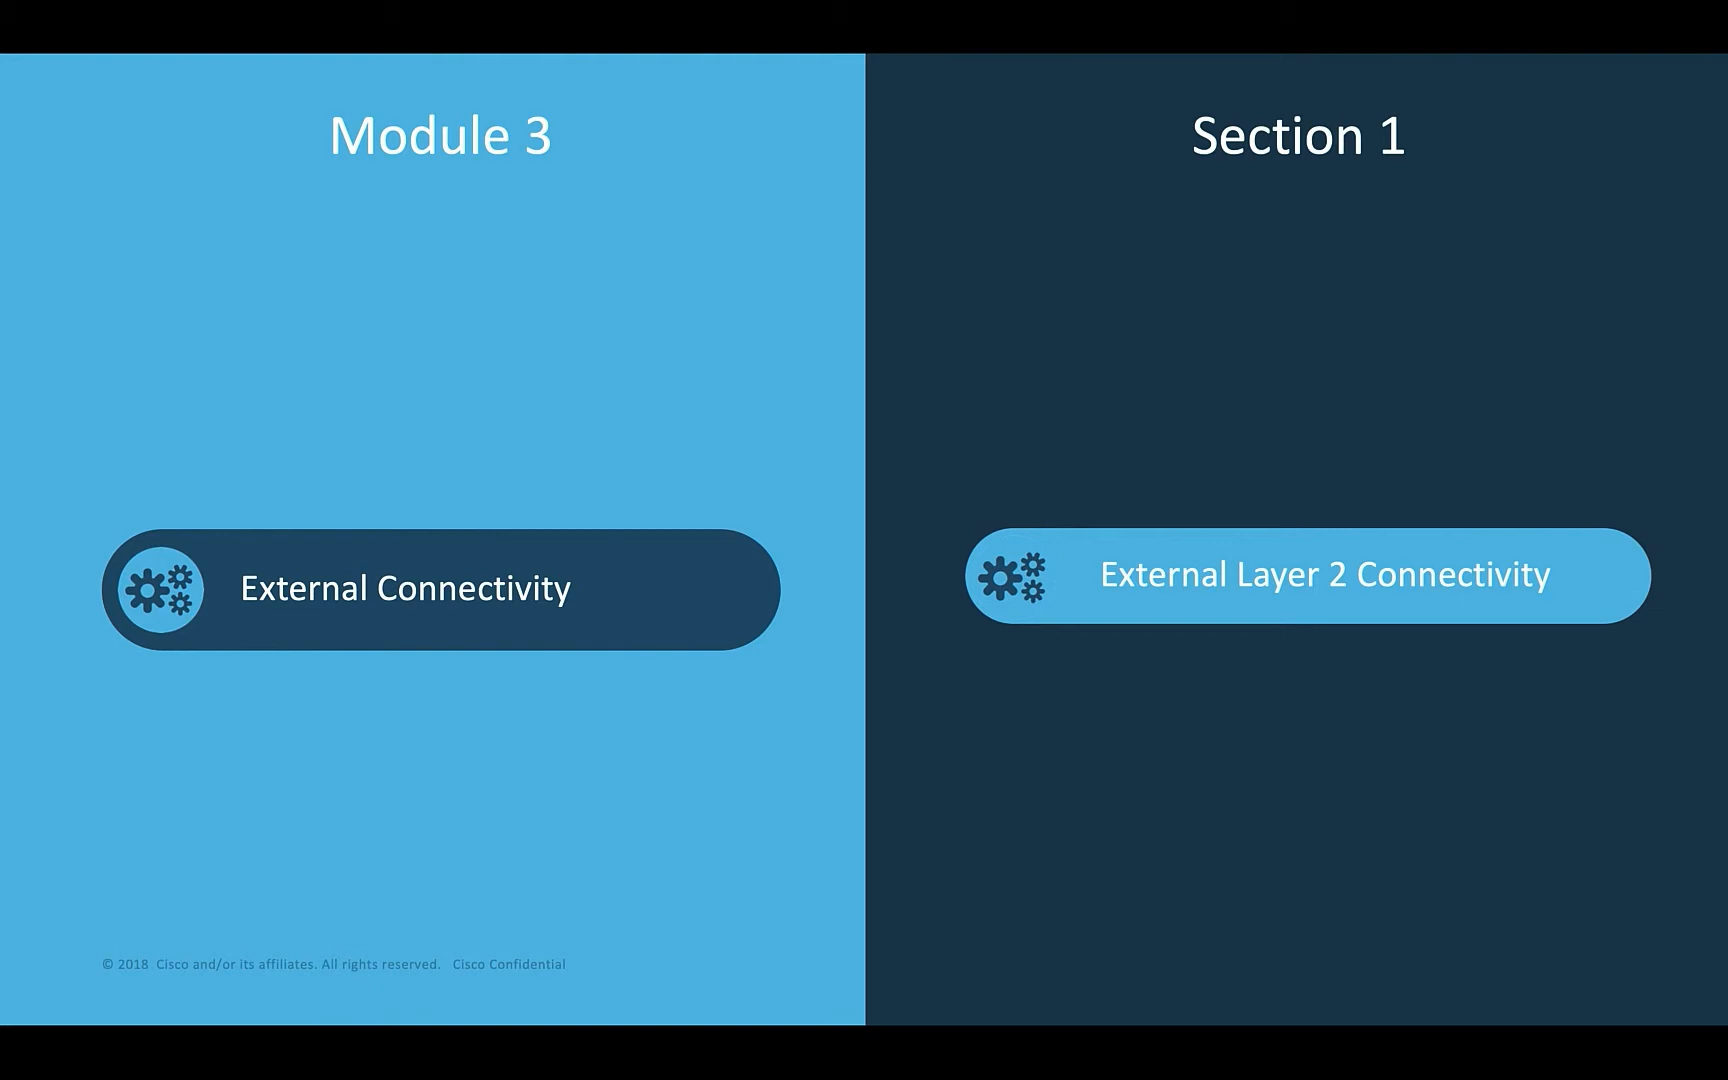 Module 3
External Connectivity
© 2018 Cisco and/or its affiliates. All rights reserved. Cisco Confidential
Section 1
External Layer 2 Connectivity